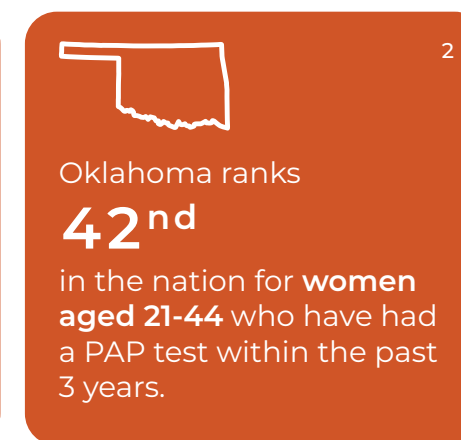 2
Oklahoma ranks
42nd
in the nation for women
aged 21-44 who have had
a PAP test within the past
3 years.